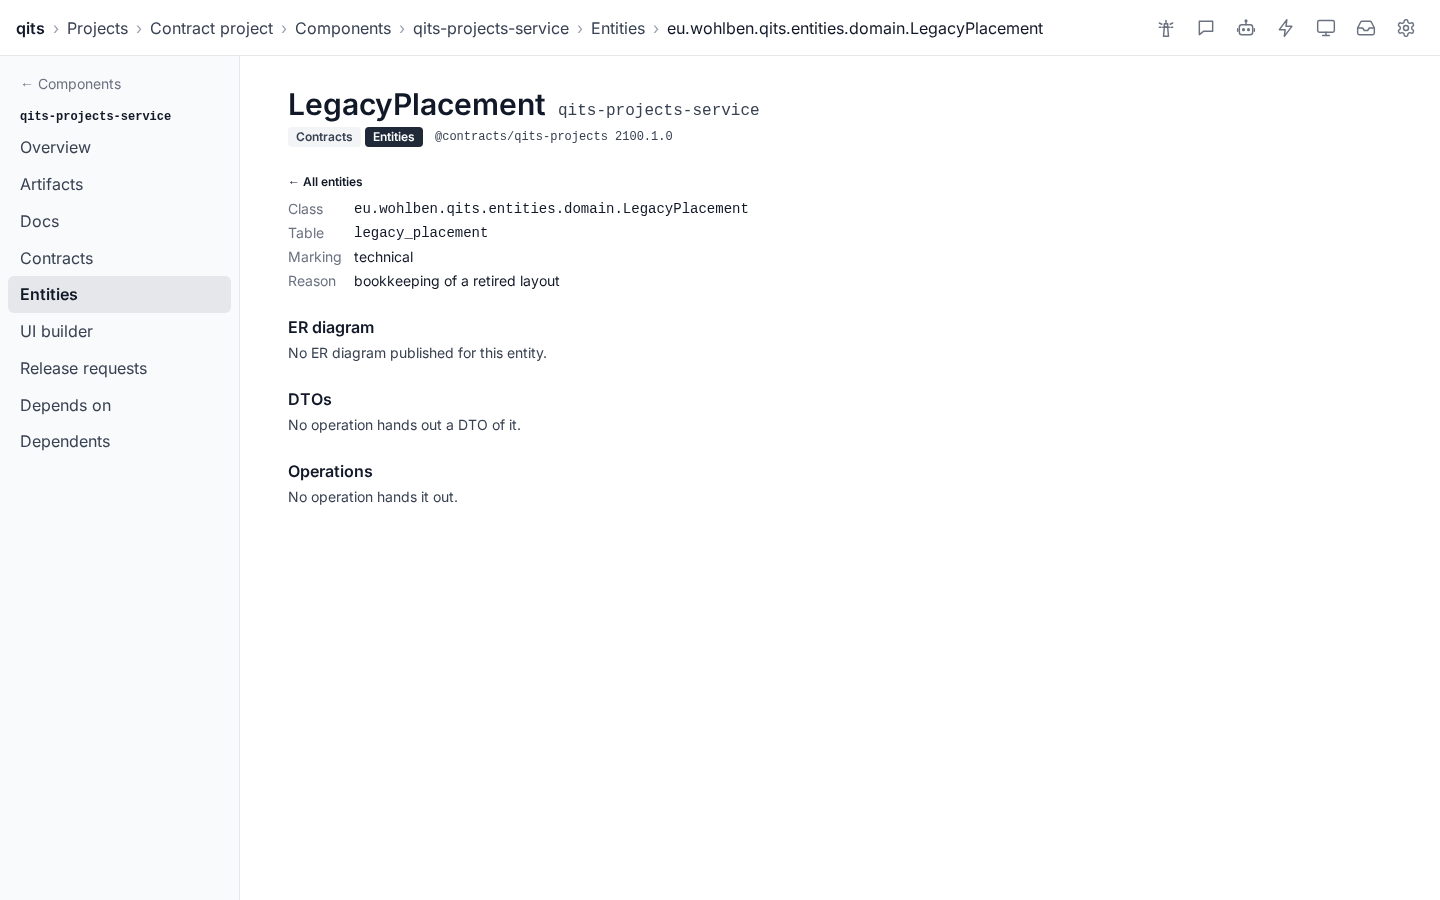 qits › Projects › Contract project › Components › qits-projects-service › Entities › eu.wohlben.qits.entities.domain.LegacyPlacement
← Components
qits-projects-service
Overview
Artifacts
Docs
Contracts
Entities
UI builder
Release requests
Depends on
Dependents
LegacyPlacement qits-projects-service
Contracts Entities @contracts/qits-projects 2100.1.0
← All entities
Class eu.wohlben.qits.entities.domain.LegacyPlacement
Table legacy_placement
Marking technical
Reason bookkeeping of a retired layout
ER diagram
No ER diagram published for this entity.
DTOs
No operation hands out a DTO of it.
Operations
No operation hands it out.